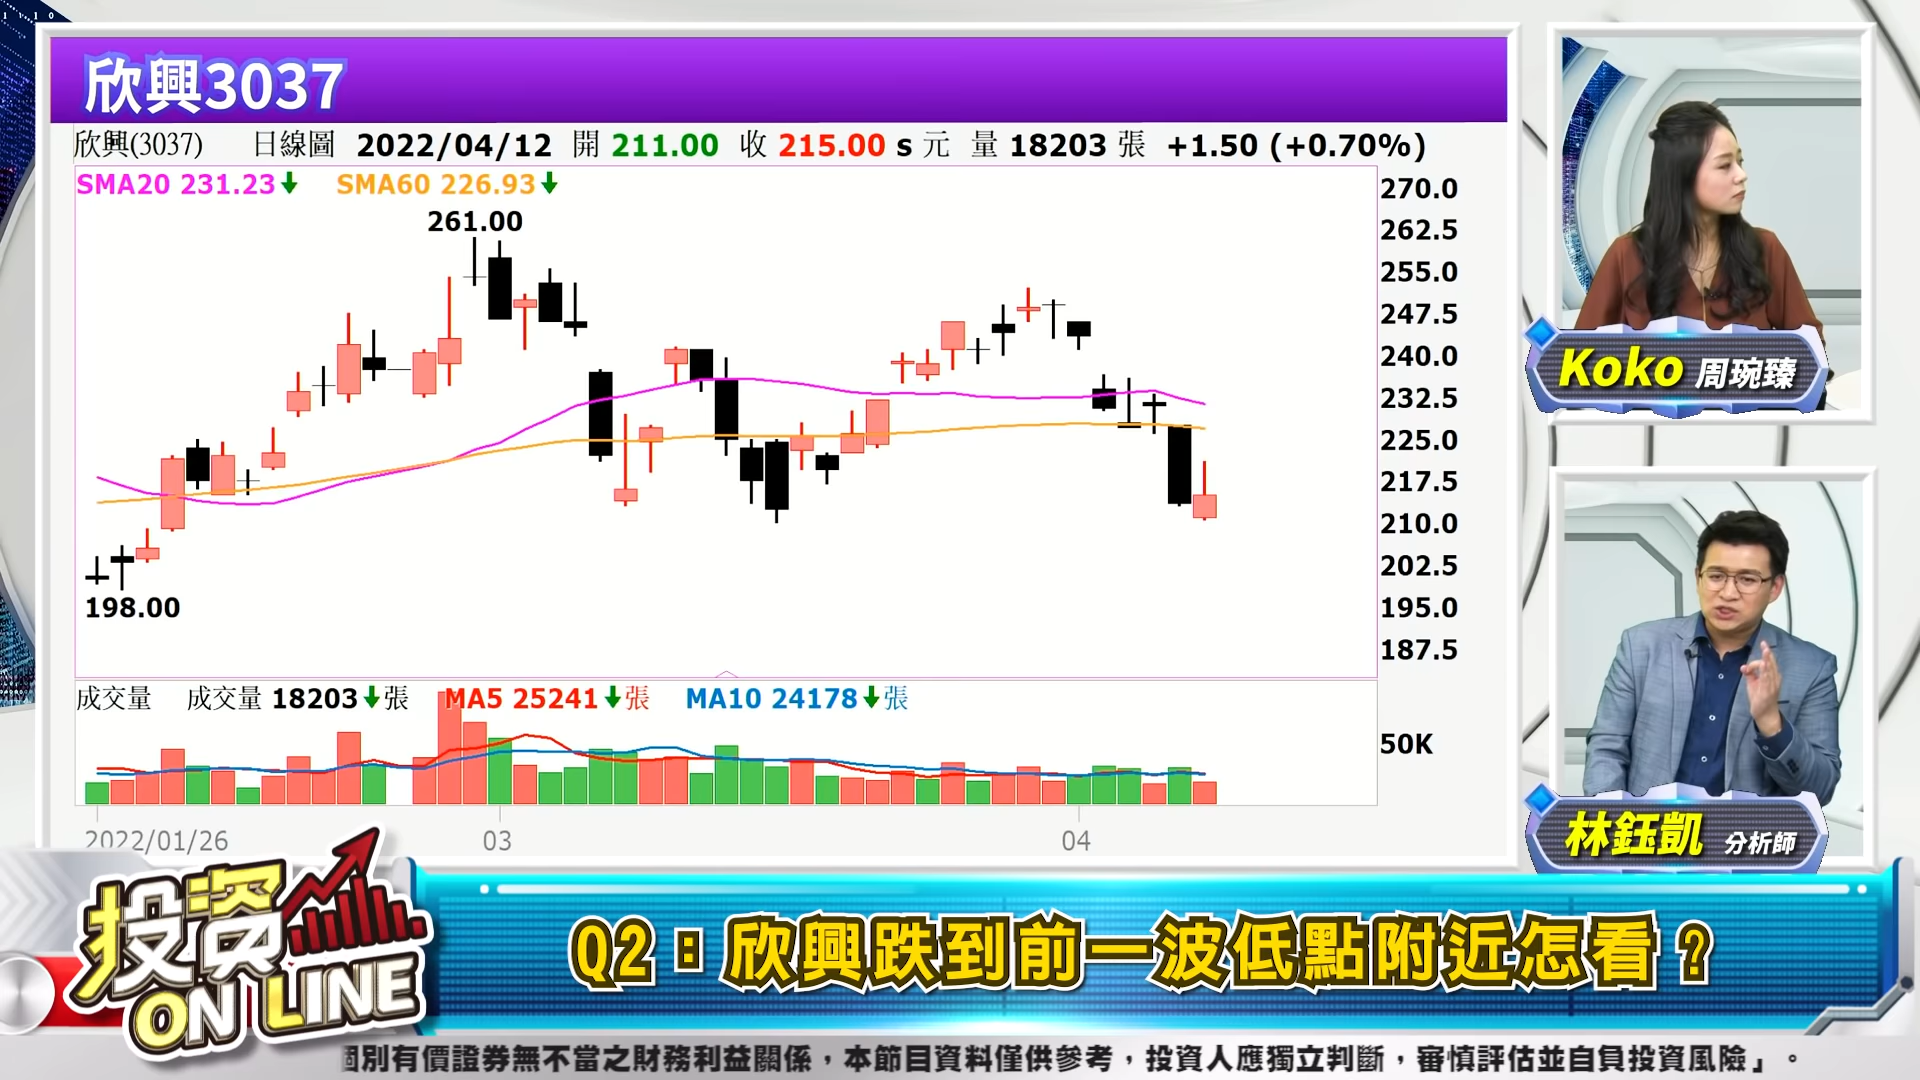 欣興3037
欣興(3037) 日線圖 2022/04/12 開 211.00 收 215.00 s 元 量 18203 張 +1.50 (+0.70%)
SMA20 231.23↓ SMA60 226.93↓
261.00
198.00
270.0
262.5
255.0
247.5
240.0
232.5
225.0
217.5
210.0
202.5
195.0
187.5
成交量 成交量 18203↓張 MA5 25241↓張 MA10 24178↓張
50K
2022/01/26 03 04
Koko 周琬臻
林鈺凱 分析師
投資 ON LINE
Q2：欣興跌到前一波低點附近怎看？
個別有價證券無不當之財務利益關係，本節目資料僅供參考，投資人應獨立判斷，審慎評估並自負投資風險」。